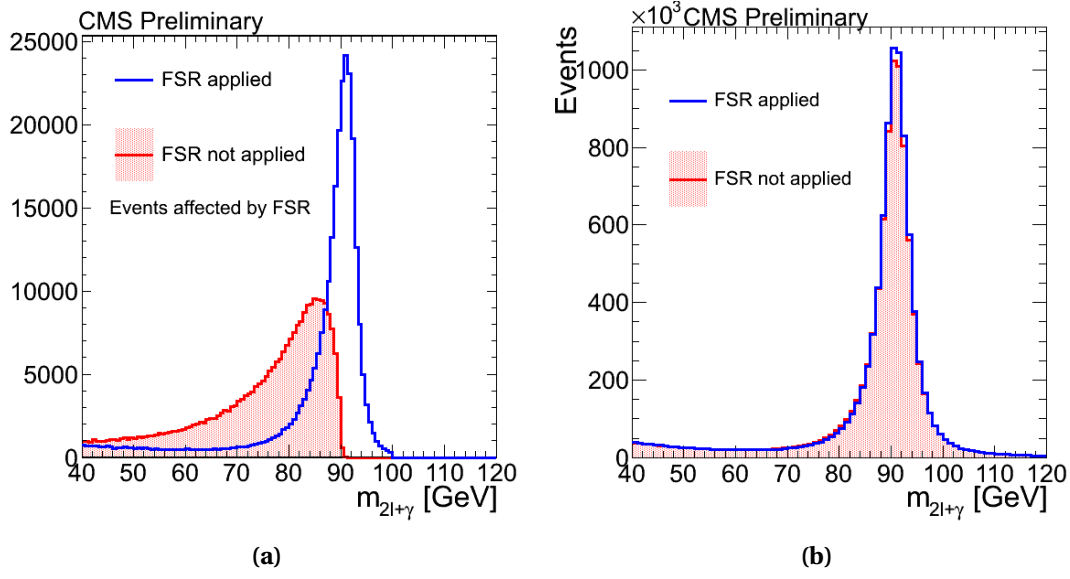 CMS Preliminary
25000
20000
15000
10000
5000
0
FSR applied
FSR not applied
Events affected by FSR
40 50 60 70 80 90 100 110 120
m2l+γ [GeV]
(a)
×10³ CMS Preliminary
Events
1000
800
600
400
200
0
FSR applied
FSR not applied
40 50 60 70 80 90 100 110 120
m2l+γ [GeV]
(b)